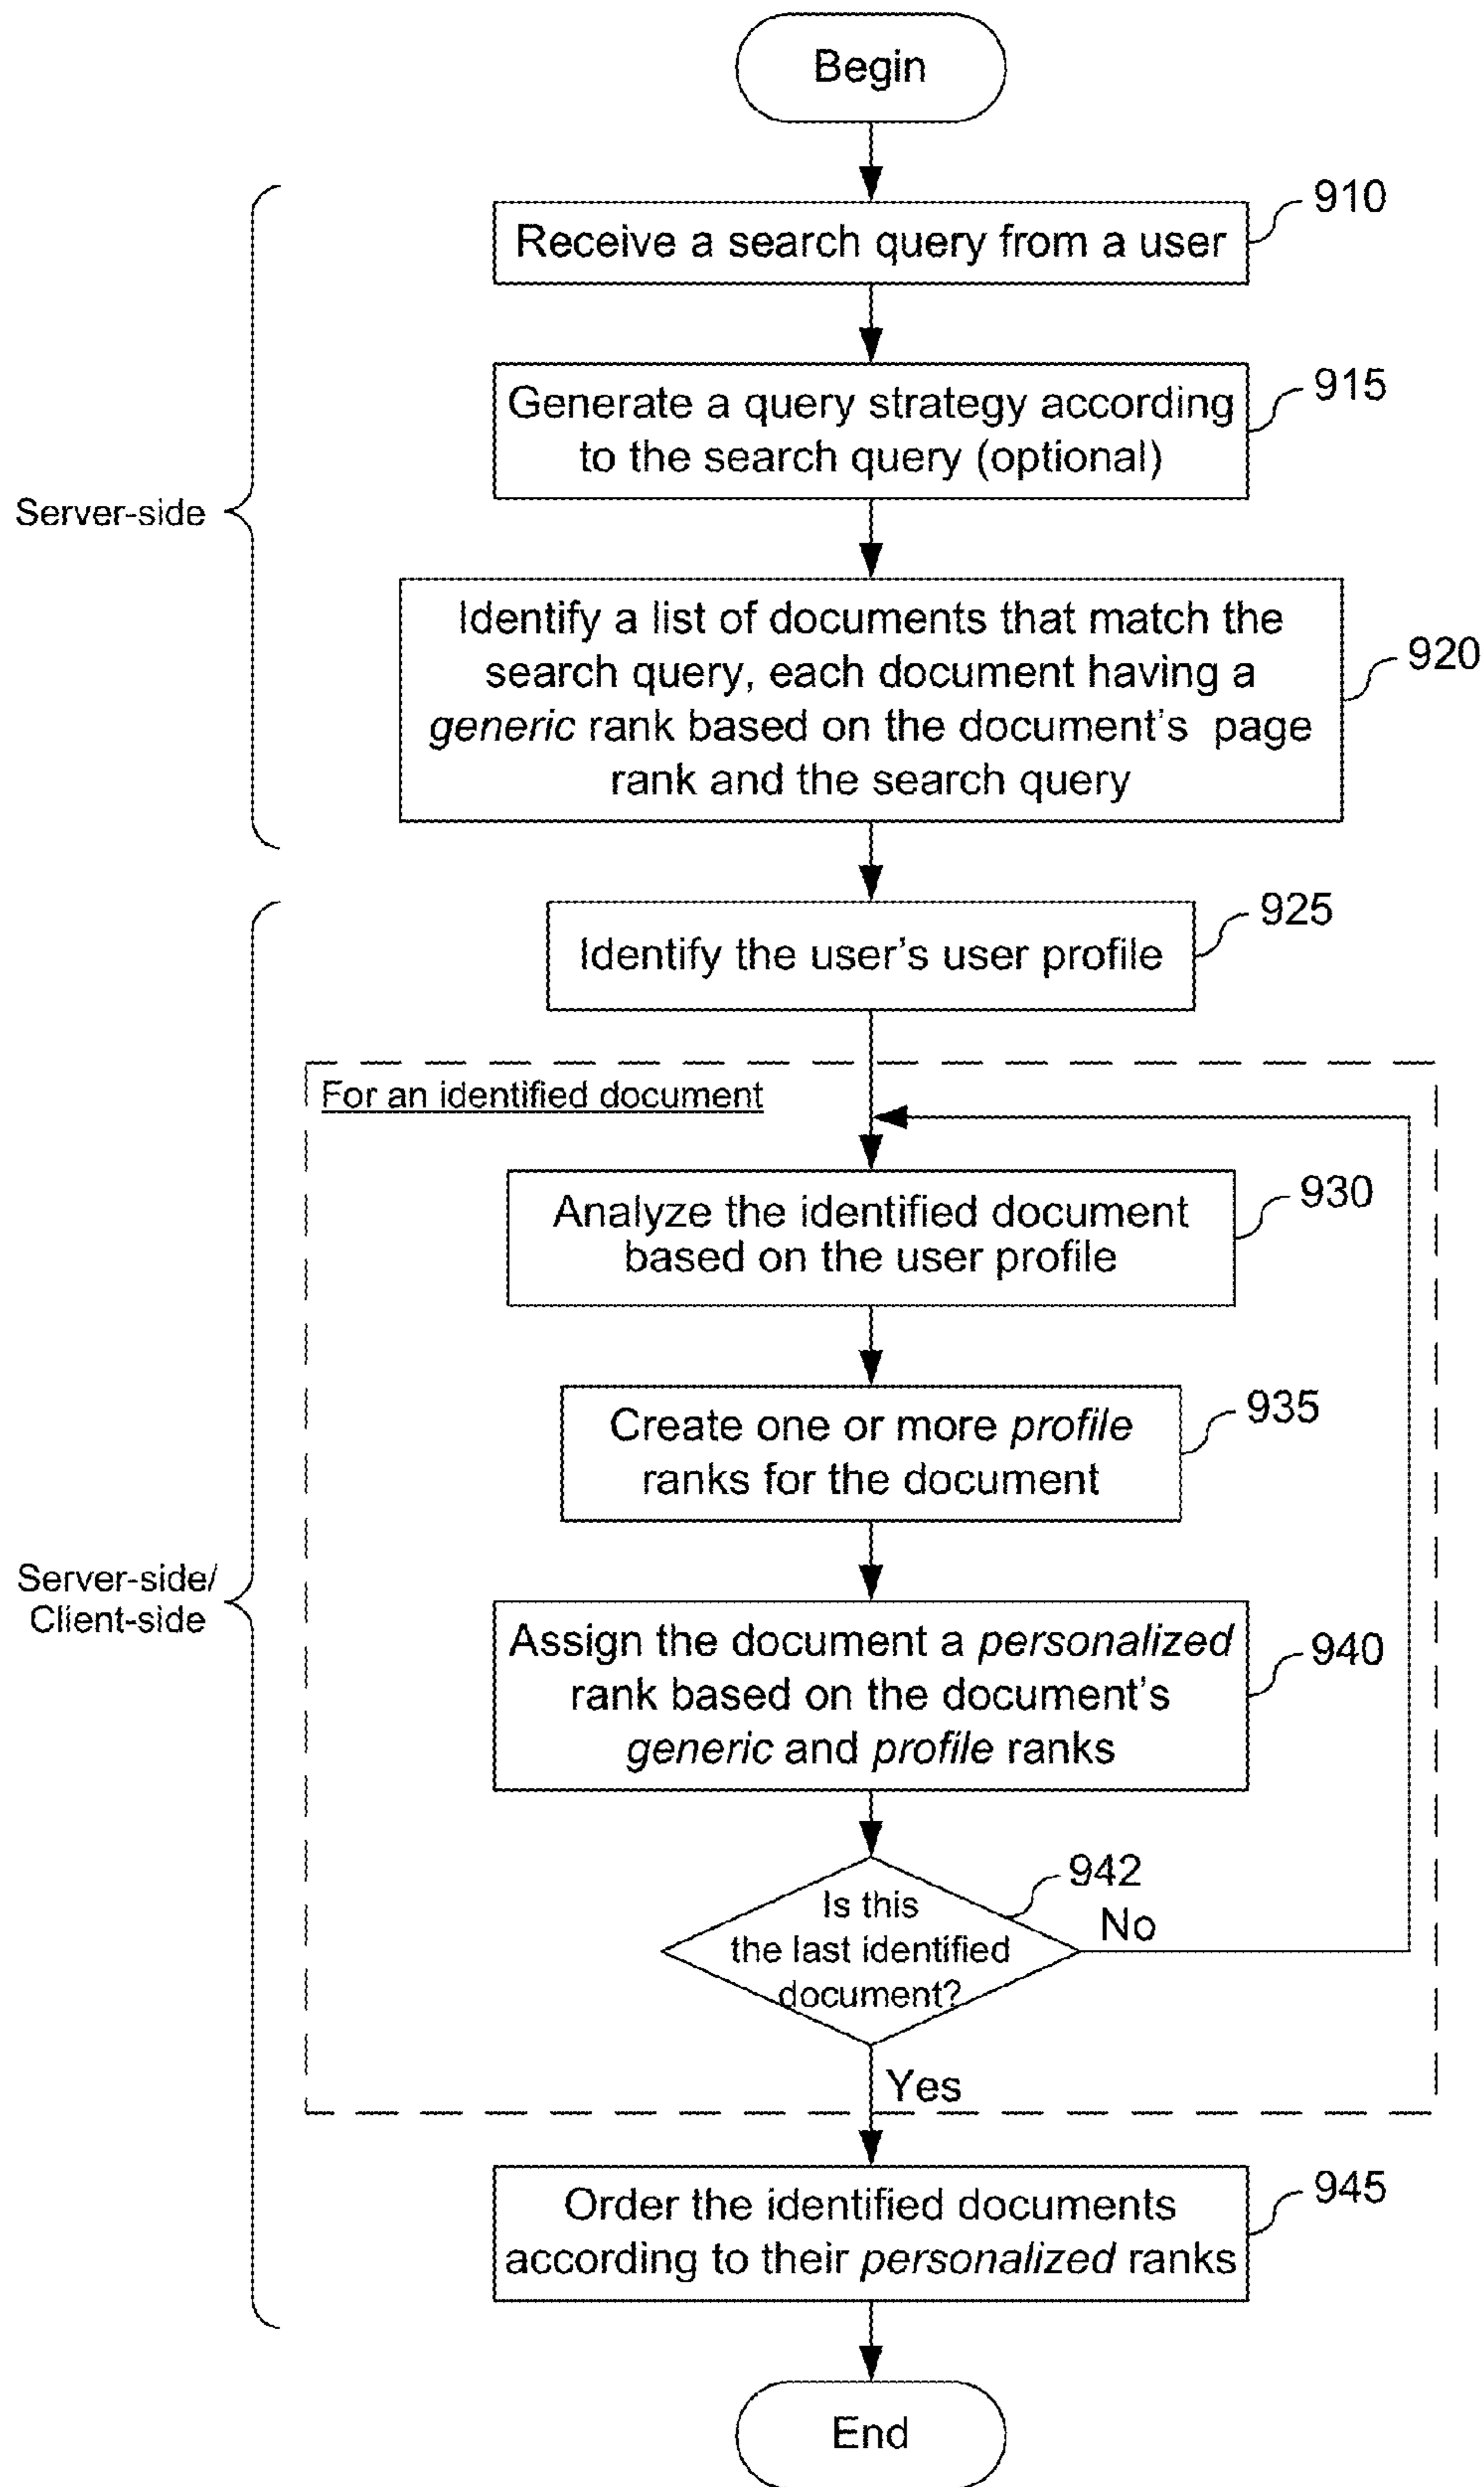 Begin
910
Receive a search query from a user
915
Generate a query strategy according
to the search query (optional)
Server-side
920
Identify a list of documents that match the
search query, each document having a
generic rank based on the document's page
rank and the search query
925
Identify the user's user profile
For an identified document
930
Analyze the identified document
based on the user profile
935
Create one or more profile
ranks for the document
Server-side/
Client-side
940
Assign the document a personalized
rank based on the document's
generic and profile ranks
942
Is this
the last identified
document?
No
Yes
945
Order the identified documents
according to their personalized ranks
End